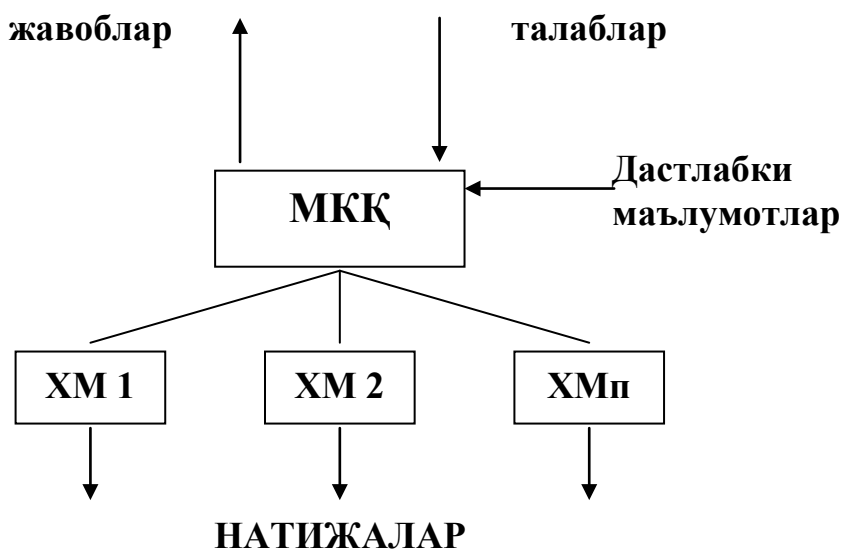 жавоблар
талаблар
Дастлабки
маълумотлар
МКҚ
ХМ 1
ХМ 2
ХМп
НАТИЖАЛАР